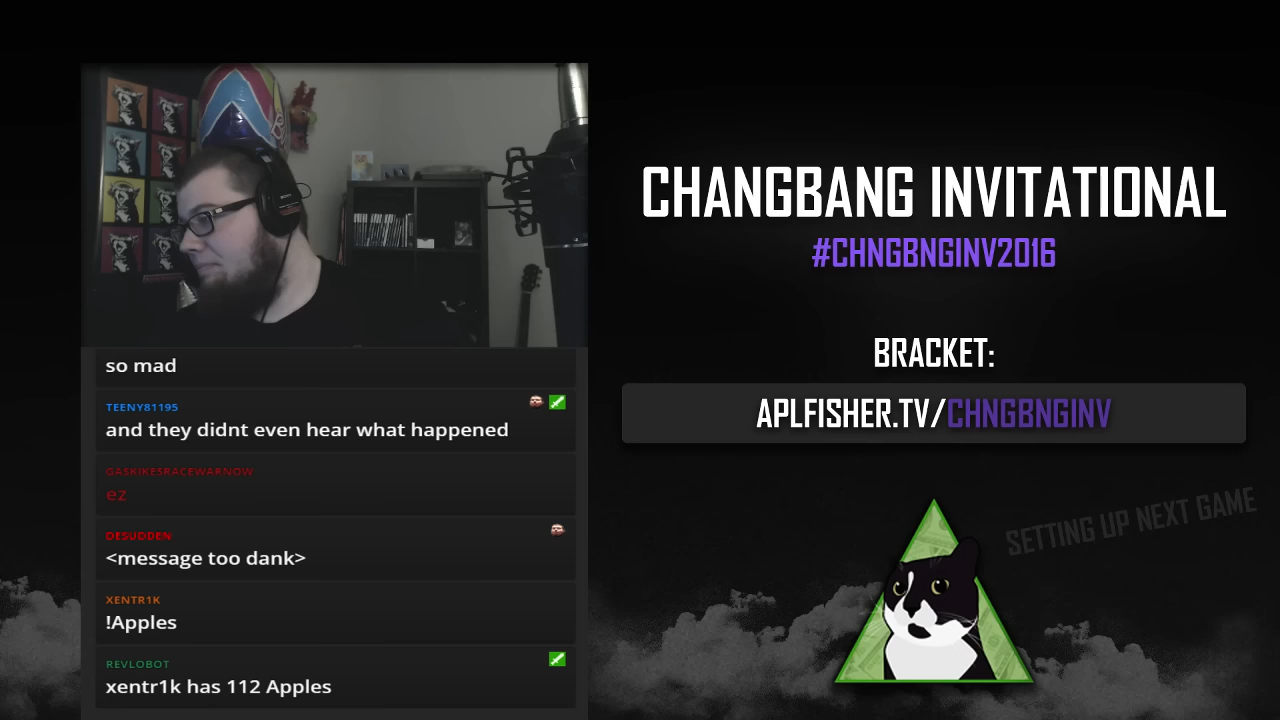 so mad
TEENY81195
and they didnt even hear what happened
GASKIKESRACEWARNOW
ez
DESUDDEN
<message too dank>
XENTR1K
!Apples
REVLOBOT
xentr1k has 112 Apples
CHANGBANG INVITATIONAL
#CHNGBNGINV2016
BRACKET:
APLFISHER.TV/CHNGBNGINV
SETTING UP NEXT GAME